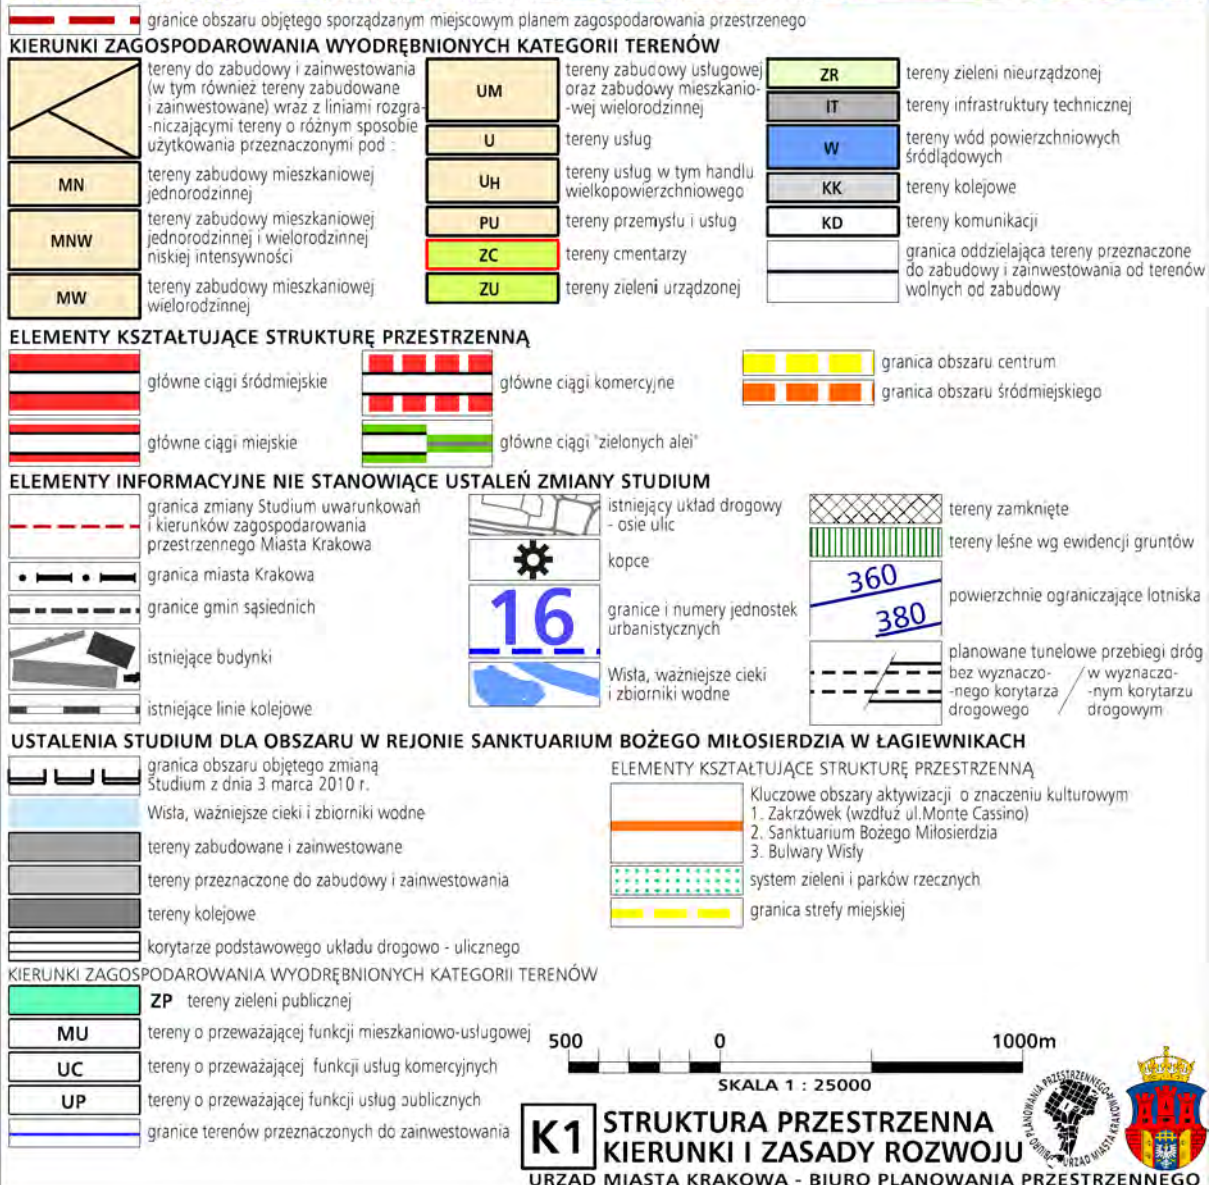 granice obszaru objętego sporządzanym miejscowym planem zagospodarowania przestrzenego
KIERUNKI ZAGOSPODAROWANIA WYODRĘBNIONYCH KATEGORII TERENÓW
tereny do zabudowy i zainwestowania
(w tym również tereny zabudowane
i zainwestowane) wraz z liniami rozgra-
-niczającymi tereny o różnym sposobie
użytkowania przeznaczonymi pod :
MN
tereny zabudowy mieszkaniowej
jednorodzinnej
MNW
tereny zabudowy mieszkaniowej
jednorodzinnej i wielorodzinnej
niskiej intensywności
MW
tereny zabudowy mieszkaniowej
wielorodzinnej
UM
tereny zabudowy usługowej
oraz zabudowy mieszkanio-
-wej wielorodzinnej
U
tereny usług
UH
tereny usług w tym handlu
wielkopowierzchniowego
PU
tereny przemysłu i usług
ZC
tereny cmentarzy
ZU
tereny zieleni urządzonej
ZR
tereny zieleni nieurządzonej
IT
tereny infrastruktury technicznej
W
tereny wód powierzchniowych
śródlądowych
KK
tereny kolejowe
KD
tereny komunikacji
granica oddzielająca tereny przeznaczone
do zabudowy i zainwestowania od terenów
wolnych od zabudowy
ELEMENTY KSZTAŁTUJĄCE STRUKTURĘ PRZESTRZENNĄ
główne ciągi śródmiejskie
główne ciągi miejskie
główne ciągi komercyjne
główne ciągi "zielonych alei"
granica obszaru centrum
granica obszaru śródmiejskiego
ELEMENTY INFORMACYJNE NIE STANOWIĄCE USTALEŃ ZMIANY STUDIUM
granica zmiany Studium uwarunkowań
i kierunków zagospodarowania
przestrzennego Miasta Krakowa
granica miasta Krakowa
granice gmin sąsiednich
istniejące budynki
istniejące linie kolejowe
istniejący układ drogowy
- osie ulic
kopce
16
granice i numery jednostek
urbanistycznych
Wisła, ważniejsze cieki
i zbiorniki wodne
tereny zamknięte
tereny leśne wg ewidencji gruntów
360
380
powierzchnie ograniczające lotniska
planowane tunelowe przebiegi dróg
bez wyznaczo-
-nego korytarza
drogowego
w wyznaczo-
-nym korytarzu
drogowym
USTALENIA STUDIUM DLA OBSZARU W REJONIE SANKTUARIUM BOŻEGO MIŁOSIERDZIA W ŁAGIEWNIKACH
granica obszaru objętego zmianą
Studium z dnia 3 marca 2010 r.
Wisła, ważniejsze cieki i zbiorniki wodne
tereny zabudowane i zainwestowane
tereny przeznaczone do zabudowy i zainwestowania
tereny kolejowe
korytarze podstawowego układu drogowo - ulicznego
ELEMENTY KSZTAŁTUJĄCE STRUKTURĘ PRZESTRZENNĄ
Kluczowe obszary aktywizacji o znaczeniu kulturowym
1. Zakrzówek (wzdłuż ul.Monte Cassino)
2. Sanktuarium Bożego Miłosierdzia
3. Bulwary Wisły
system zieleni i parków rzecznych
granica strefy miejskiej
KIERUNKI ZAGOSPODAROWANIA WYODRĘBNIONYCH KATEGORII TERENÓW
ZP tereny zieleni publicznej
MU
tereny o przeważającej funkcji mieszkaniowo-usługowej
UC
tereny o przeważającej funkcji usług komercyjnych
UP
tereny o przeważającej funkcji usług publicznych
granice terenów przeznaczonych do zainwestowania
500 0 1000m
SKALA 1 : 25000
K1
STRUKTURA PRZESTRZENNA
KIERUNKI I ZASADY ROZWOJU
BIURO PLANOWANIA PRZESTRZENNEGO
URZĄD MIASTA KRAKOWA
URZĄD MIASTA KRAKOWA - BIURO PLANOWANIA PRZESTRZENNEGO